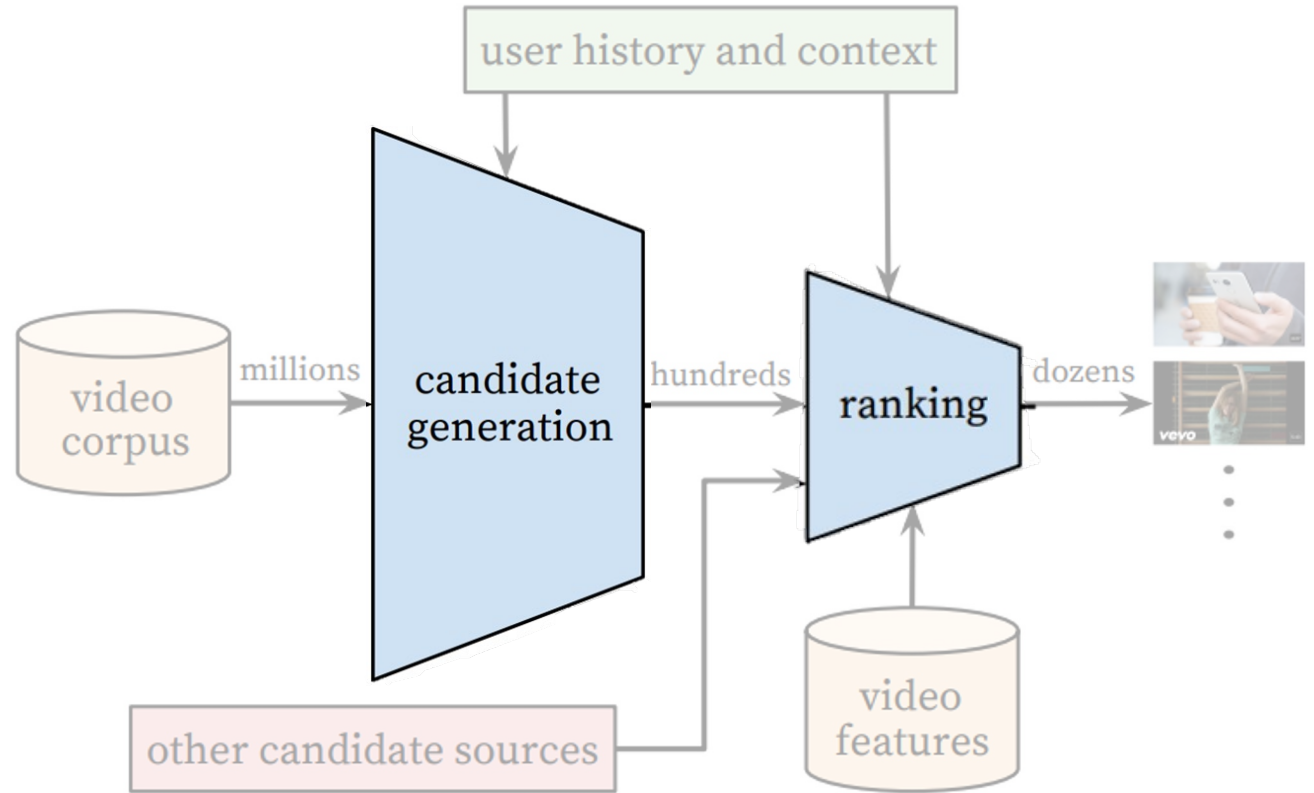 user history and context
video
corpus
millions
candidate
generation
hundreds
ranking
dozens
vevo
other candidate sources
video
features